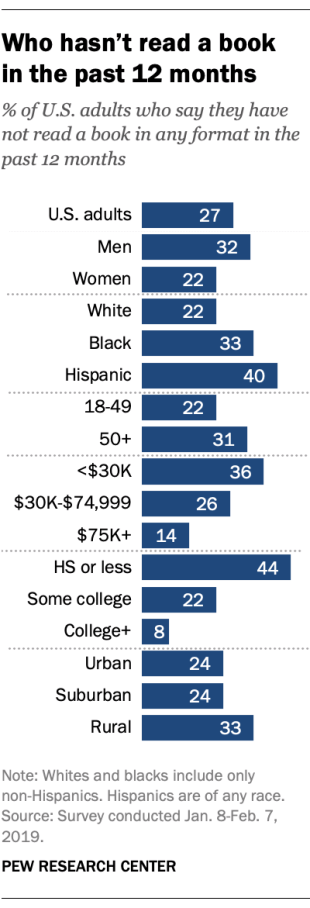 Who hasn't read a book
in the past 12 months
% of U.S. adults who say they have
not read a book in any format in the
past 12 months
U.S. adults 27
Men 32
Women 22
White 22
Black 33
Hispanic 40
18-49 22
50+ 31
<$30K 36
$30K-$74,999 26
$75K+ 14
HS or less 44
Some college 22
College+ 8
Urban 24
Suburban 24
Rural 33
Note: Whites and blacks include only
non-Hispanics. Hispanics are of any race.
Source: Survey conducted Jan. 8-Feb. 7,
2019.
PEW RESEARCH CENTER